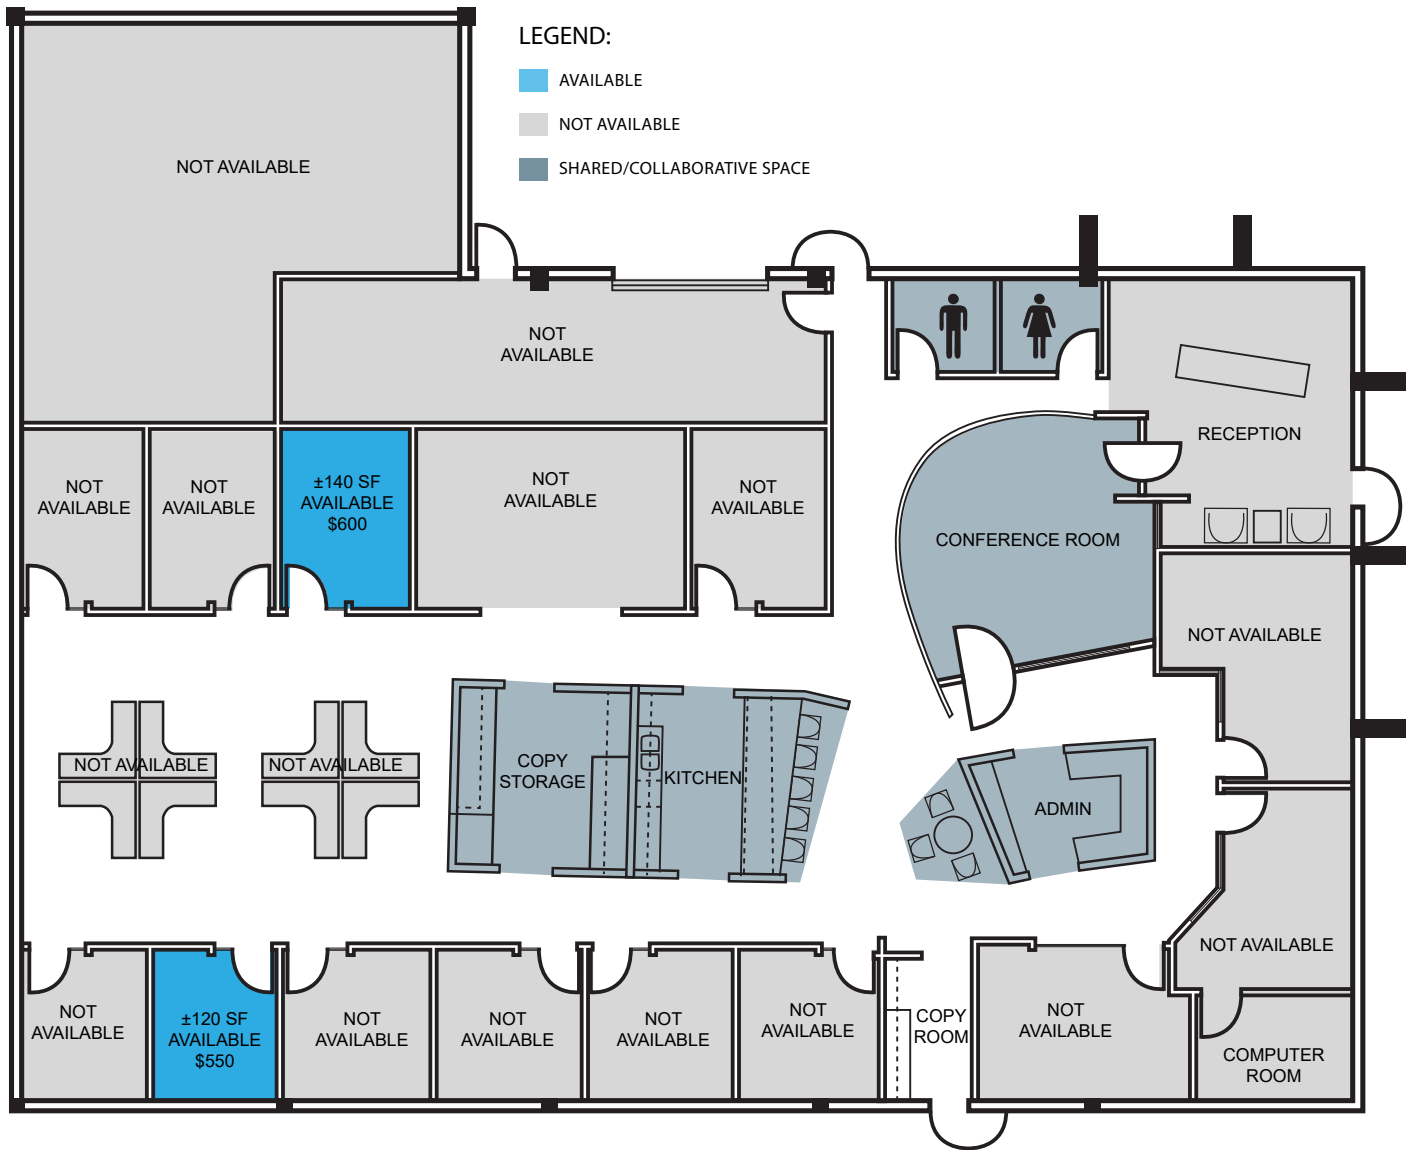 LEGEND:
AVAILABLE
NOT AVAILABLE
SHARED/COLLABORATIVE SPACE
NOT AVAILABLE
NOT
AVAILABLE
RECEPTION
NOT
AVAILABLE
NOT
AVAILABLE
±140 SF
AVAILABLE
$600
NOT
AVAILABLE
NOT
AVAILABLE
CONFERENCE ROOM
NOT AVAILABLE
NOT AVAILABLE
NOT AVAILABLE
COPY
STORAGE
KITCHEN
ADMIN
NOT AVAILABLE
NOT
AVAILABLE
±120 SF
AVAILABLE
$550
NOT
AVAILABLE
NOT
AVAILABLE
NOT
AVAILABLE
NOT
AVAILABLE
COPY
ROOM
NOT
AVAILABLE
COMPUTER
ROOM